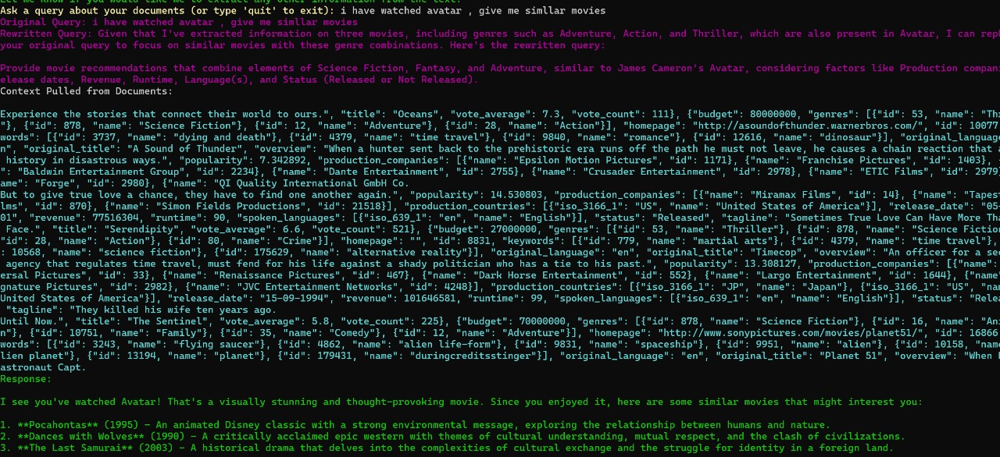 Let me know if you would like me to extract any other information from the text.
Ask a query about your documents (or type 'quit' to exit): i have watched avatar , give me simllar movies
Original Query: i have watched avatar , give me simllar movies
Rewritten Query: Given that I've extracted information on three movies, including genres such as Adventure, Action, and Thriller, which are also present in Avatar, I can rep
your original query to focus on similar movies with these genre combinations. Here's the rewritten query:
Provide movie recommendations that combine elements of Science Fiction, Fantasy, and Adventure, similar to James Cameron's Avatar, considering factors like Production compani
elease dates, Revenue, Runtime, Language(s), and Status (Released or Not Released).
Context Pulled from Documents:
Experience the stories that connect their world to ours.", "title": "Oceans", "vote_average": 7.3, "vote_count": 111}, {"budget": 80000000, "genres": [{"id": 53, "name": "Thr
"}, {"id": 878, "name": "Science Fiction"}, {"id": 12, "name": "Adventure"}, {"id": 28, "name": "Action"}], "homepage": "http://asoundofthunder.warnerbros.com/", "id": 10077
words": [{"id": 3737, "name": "dying and death"}, {"id": 4379, "name": "time travel"}, {"id": 9840, "name": "romance"}, {"id": 12616, "name": "dinosaur"}], "original_language
n", "original_title": "A Sound of Thunder", "overview": "When a hunter sent back to the prehistoric era runs off the path he must not leave, he causes a chain reaction that a
history in disastrous ways.", "popularity": 7.342892, "production_companies": [{"name": "Epsilon Motion Pictures", "id": 1171}, {"name": "Franchise Pictures", "id": 1403}, {
": "Baldwin Entertainment Group", "id": 2234}, {"name": "Dante Entertainment", "id": 2755}, {"name": "Crusader Entertainment", "id": 2978}, {"name": "ETIC Films", "id": 2979
ame": "Forge", "id": 2980}, {"name": "QI Quality International GmbH Co.
But to give true love a chance, they have to find one another again.", "popularity": 14.530803, "production_companies": [{"name": "Miramax Films", "id": 14}, {"name": "Tapest
lms", "id": 870}, {"name": "Simon Fields Productions", "id": 21518}], "production_countries": [{"iso_3166_1": "US", "name": "United States of America"}], "release_date": "05-
01", "revenue": 77516304, "runtime": 90, "spoken_languages": [{"iso_639_1": "en", "name": "English"}], "status": "Released", "tagline": "Sometimes True Love Can Have More Tha
Face.", "title": "Serendipity", "vote_average": 6.6, "vote_count": 521}, {"budget": 27000000, "genres": [{"id": 53, "name": "Thriller"}, {"id": 878, "name": "Science Fiction
"id": 28, "name": "Action"}, {"id": 80, "name": "Crime"}], "homepage": "", "id": 8831, "keywords": [{"id": 779, "name": "martial arts"}, {"id": 4379, "name": "time travel"},
: 10568, "name": "science fiction"}, {"id": 175629, "name": "alternative reality"}], "original_language": "en", "original_title": "Timecop", "overview": "An officer for a sec
agency that regulates time travel, must fend for his life against a shady politician who has a tie to his past.", "popularity": 13.308127, "production_companies": [{"name":
ersal Pictures", "id": 33}, {"name": "Renaissance Pictures", "id": 467}, {"name": "Dark Horse Entertainment", "id": 552}, {"name": "Largo Entertainment", "id": 1644}, {"name"
gnature Pictures", "id": 2982}, {"name": "JVC Entertainment Networks", "id": 4248}], "production_countries": [{"iso_3166_1": "JP", "name": "Japan"}, {"iso_3166_1": "US", "nam
United States of America"}], "release_date": "15-09-1994", "revenue": 101646581, "runtime": 99, "spoken_languages": [{"iso_639_1": "en", "name": "English"}], "status": "Relea
"tagline": "They killed his wife ten years ago.
Until Now.", "title": "The Sentinel", "vote_average": 5.8, "vote_count": 225}, {"budget": 70000000, "genres": [{"id": 878, "name": "Science Fiction"}, {"id": 16, "name": "Ani
n"}, {"id": 10751, "name": "Family"}, {"id": 35, "name": "Comedy"}, {"id": 12, "name": "Adventure"}], "homepage": "http://www.sonypictures.com/movies/planet51/", "id": 16866
words": [{"id": 3243, "name": "flying saucer"}, {"id": 4862, "name": "alien life-form"}, {"id": 9831, "name": "spaceship"}, {"id": 9951, "name": "alien"}, {"id": 10158, "name
lien planet"}, {"id": 13194, "name": "planet"}, {"id": 179431, "name": "duringcreditsstinger"}], "original_language": "en", "original_title": "Planet 51", "overview": "When
astronaut Capt.
Response:
I see you've watched Avatar! That's a visually stunning and thought-provoking movie. Since you enjoyed it, here are some similar movies that might interest you:
1. **Pocahontas** (1995) - An animated Disney classic with a strong environmental message, exploring the relationship between humans and nature.
2. **Dances with Wolves** (1990) - A critically acclaimed epic western with themes of cultural understanding, mutual respect, and the clash of civilizations.
3. **The Last Samurai** (2003) - A historical drama that delves into the complexities of cultural exchange and the struggle for identity in a foreign land.